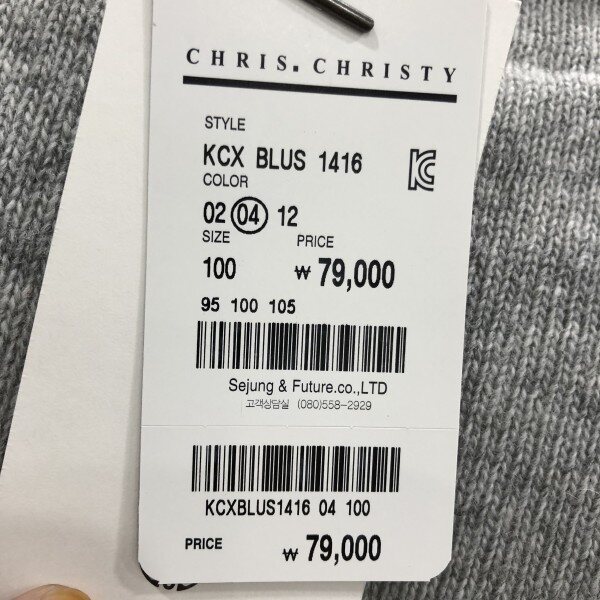 CHRIS.CHRISTY
STYLE
KCX BLUS 1416
COLOR
02 04 12
SIZE PRICE
100 ₩ 79,000
95 100 105
Sejung & Future.co.,LTD
고객상담실 (080)558-2929
KCXBLUS1416 04 100
PRICE ₩ 79,000